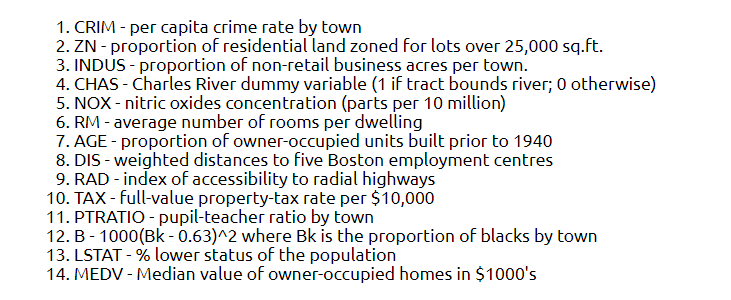 1. CRIM - per capita crime rate by town
2. ZN - proportion of residential land zoned for lots over 25,000 sq.ft.
3. INDUS - proportion of non-retail business acres per town.
4. CHAS - Charles River dummy variable (1 if tract bounds river; 0 otherwise)
5. NOX - nitric oxides concentration (parts per 10 million)
6. RM - average number of rooms per dwelling
7. AGE - proportion of owner-occupied units built prior to 1940
8. DIS - weighted distances to five Boston employment centres
9. RAD - index of accessibility to radial highways
10. TAX - full-value property-tax rate per $10,000
11. PTRATIO - pupil-teacher ratio by town
12. B - 1000(Bk - 0.63)^2 where Bk is the proportion of blacks by town
13. LSTAT - % lower status of the population
14. MEDV - Median value of owner-occupied homes in $1000's